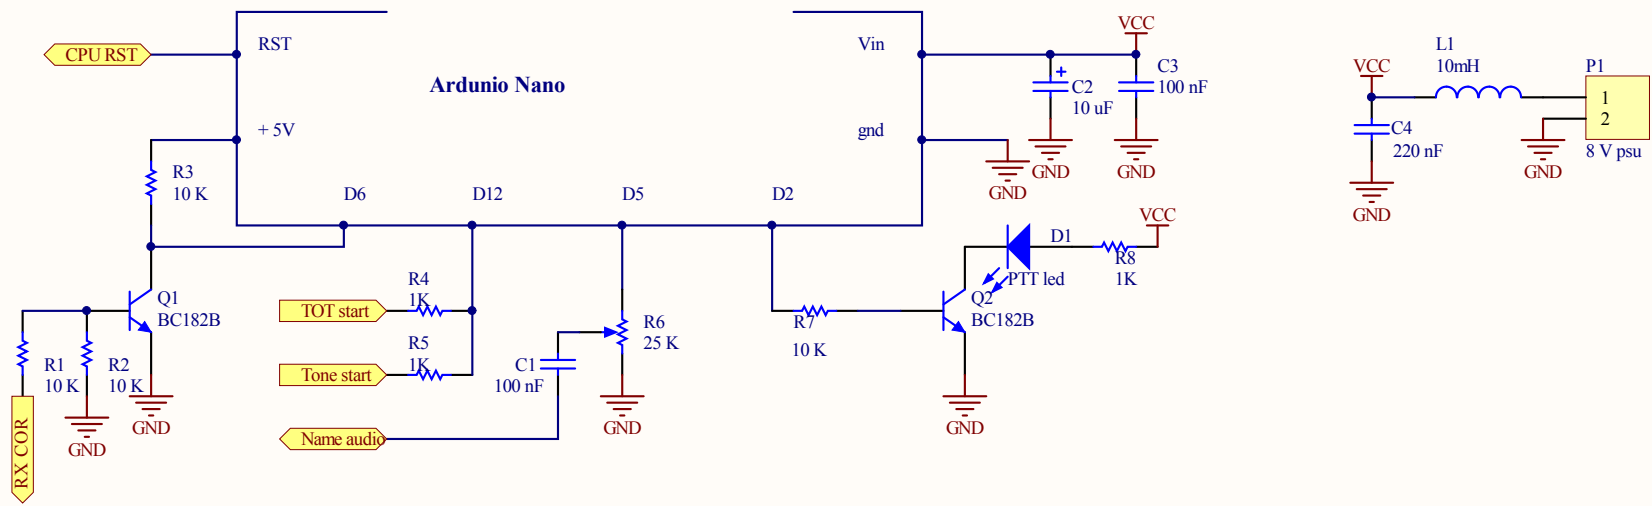 CPU RST
RST
Ardunio Nano
Vin
VCC
C2
10 uF
C3
100 nF
GND
GND
gnd
GND
+ 5V
R3
10 K
D6
D12
D5
D2
VCC
L1
10mH
P1
1
2
8 V psu
C4
220 nF
GND
GND
Q1
BC182B
R1
10 K
R2
10 K
GND
GND
RX COR
R4
1K
TOT start
R5
1K
Tone start
C1
100 nF
Name audio
R6
25 K
GND
R7
10 K
Q2
BC182B
GND
D1
PTT led
R8
1K
VCC